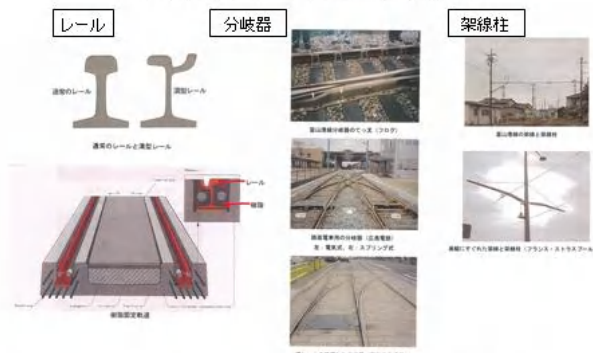 レール
分岐器
架線柱
通常のレール
溝型レール
通常のレールと溝型レール
富山港線分岐器のてっ叉（フログ）
富山港線の架線と架線柱
レール
樹脂
路面電車用の分岐器（広島電鉄）
左：電気式、右：スプリング式
景観にすぐれた架線と架線柱（フランス・ストラスブール
樹脂固定軌道